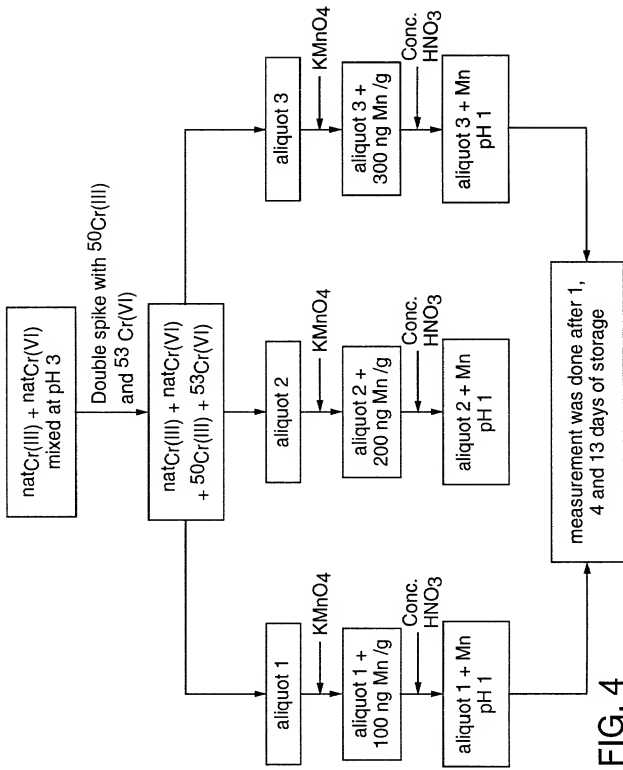 natCr(III) + natCr(VI)
mixed at pH 3
Double spike with 50Cr(III)
and 53 Cr(VI)
natCr(III) + natCr(VI)
+ 50Cr(III) + 53Cr(VI)
aliquot 1
KMnO4
aliquot 1 +
100 ng Mn /g
Conc.
HNO3
aliquot 1 + Mn
pH 1
aliquot 2
KMnO4
aliquot 2 +
200 ng Mn /g
Conc.
HNO3
aliquot 2 + Mn
pH 1
aliquot 3
KMnO4
aliquot 3 +
300 ng Mn /g
Conc.
HNO3
aliquot 3 + Mn
pH 1
measurement was done after 1,
4 and 13 days of storage
FIG. 4